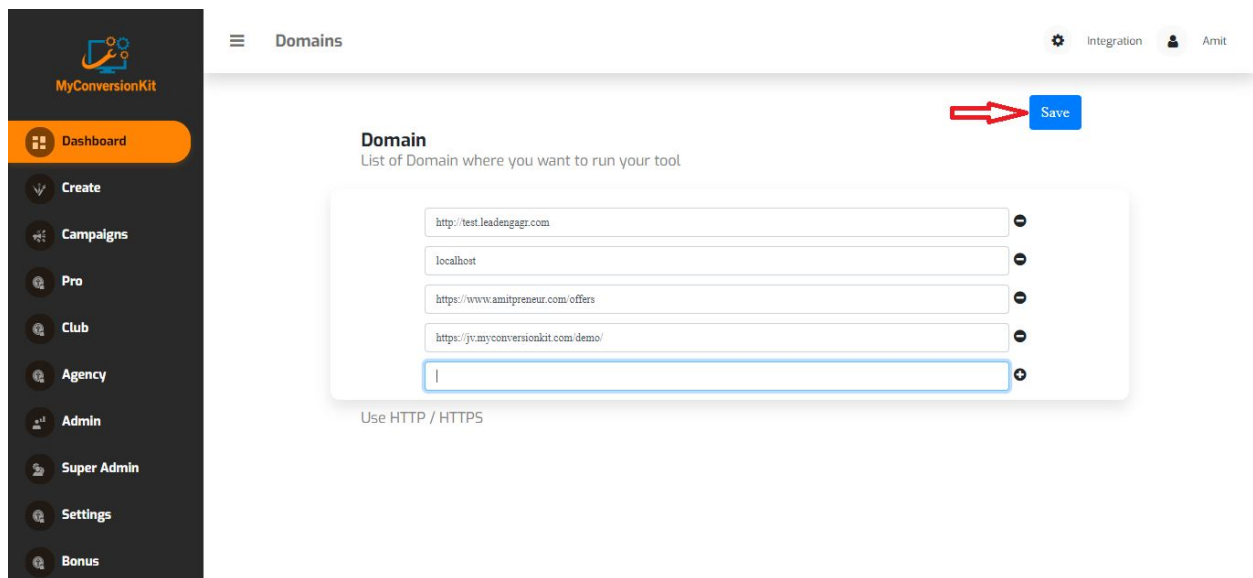 MyConversionKit
Dashboard
Create
Campaigns
Pro
Club
Agency
Admin
Super Admin
Settings
Bonus
Domains
Integration
Amit
Save
Domain
List of Domain where you want to run your tool
http://test.leadengagr.com
localhost
https://www.amitpreneur.com/offers
https://jv.myconversionkit.com/demo/
Use HTTP / HTTPS